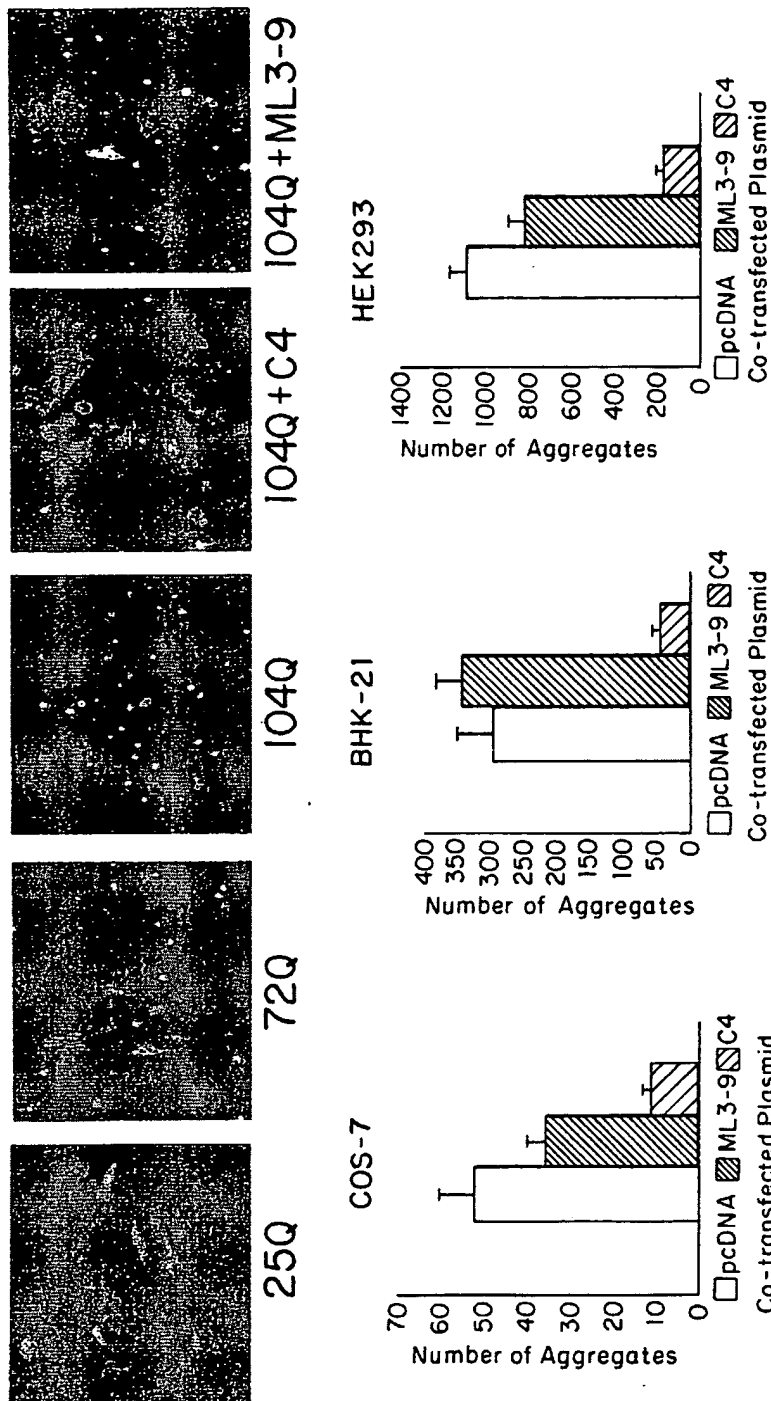 25Q
72Q
104Q
104Q+C4
104Q+ML3-9
COS-7
Number of Aggregates
70
60
50
40
30
20
10
0
pcDNA ML3-9 C4
Co-transfected Plasmid
BHK-21
Number of Aggregates
400
350
300
250
200
150
100
50
0
pcDNA ML3-9 C4
Co-transfected Plasmid
HEK293
Number of Aggregates
1400
1200
1000
800
600
400
200
0
pcDNA ML3-9 C4
Co-transfected Plasmid